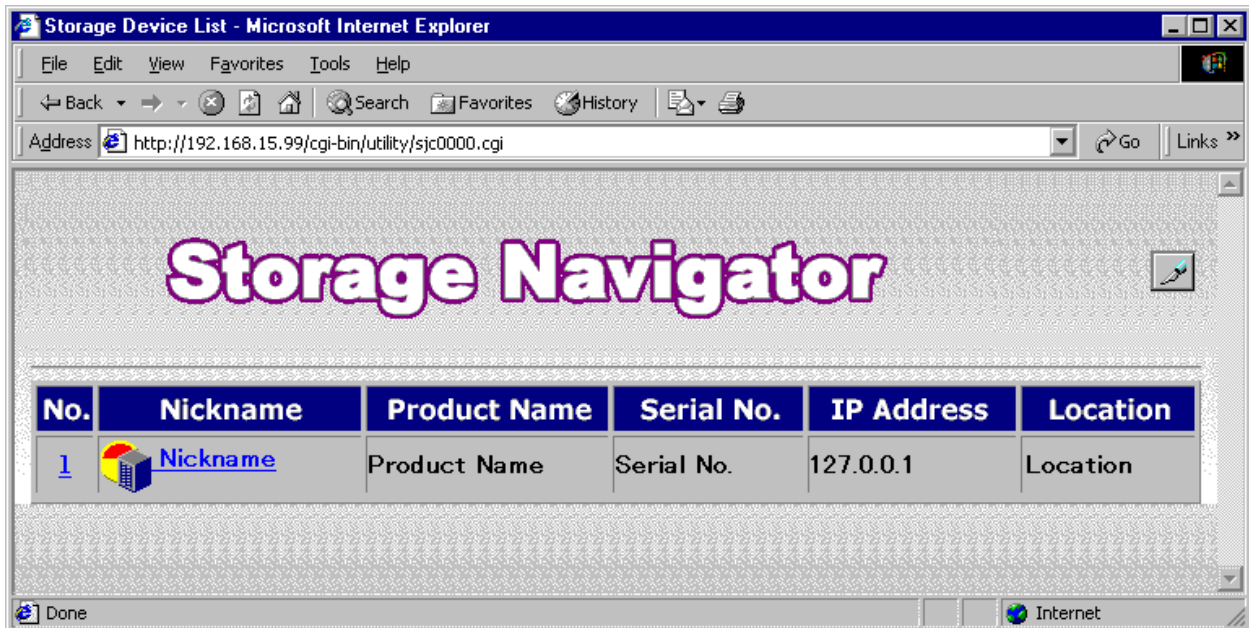 Storage Device List - Microsoft Internet Explorer
File Edit View Favorites Tools Help
Back Search Favorites History
Address http://192.168.15.99/cgi-bin/utility/sjc0000.cgi Go Links »
Storage Navigator
No. Nickname Product Name Serial No. IP Address Location
1 Nickname Product Name Serial No. 127.0.0.1 Location
Done Internet